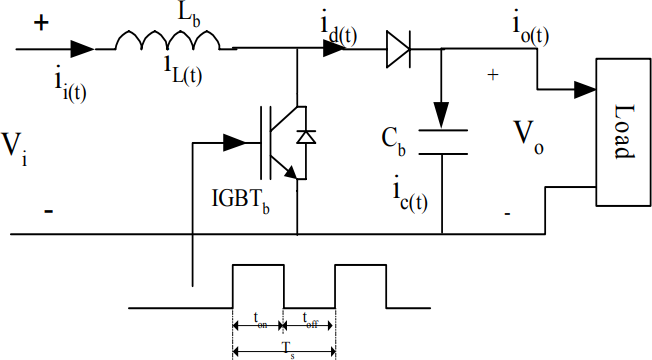 +
L_b
i_d(t)
i_o(t)
i_L(t)
i_i(t)
+
V_i
C_b
V_o
Load
IGBT_b
i_c(t)
-
-
t_on
t_off
T_s